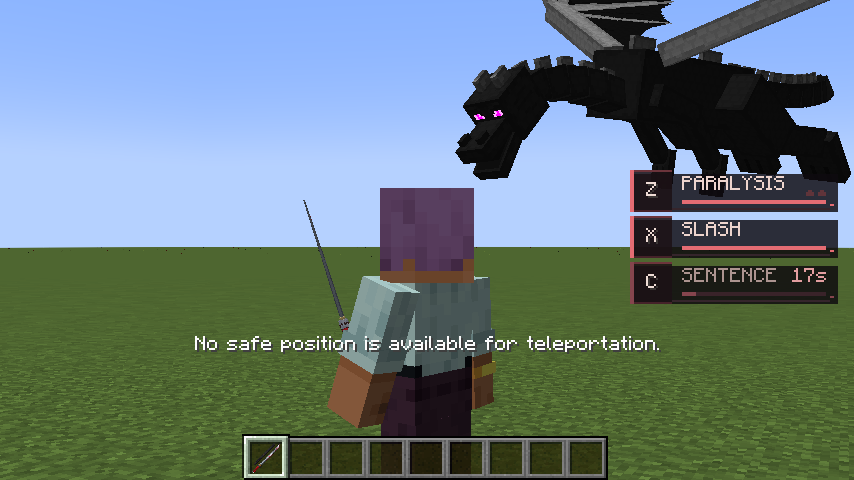 Z PARALYSIS
X SLASH
C SENTENCE 17s
No safe position is available for teleportation.